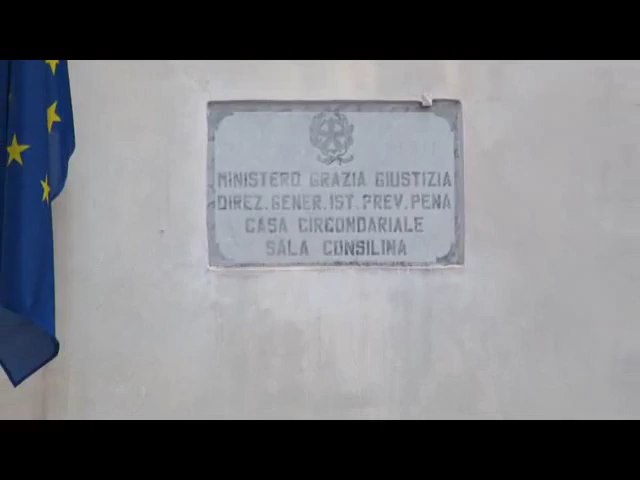 MINISTERO GRAZIA GIUSTIZIA
DIREZ.GENER.IST.PREV.PENA
CASA CIRCONDARIALE
SALA CONSILINA